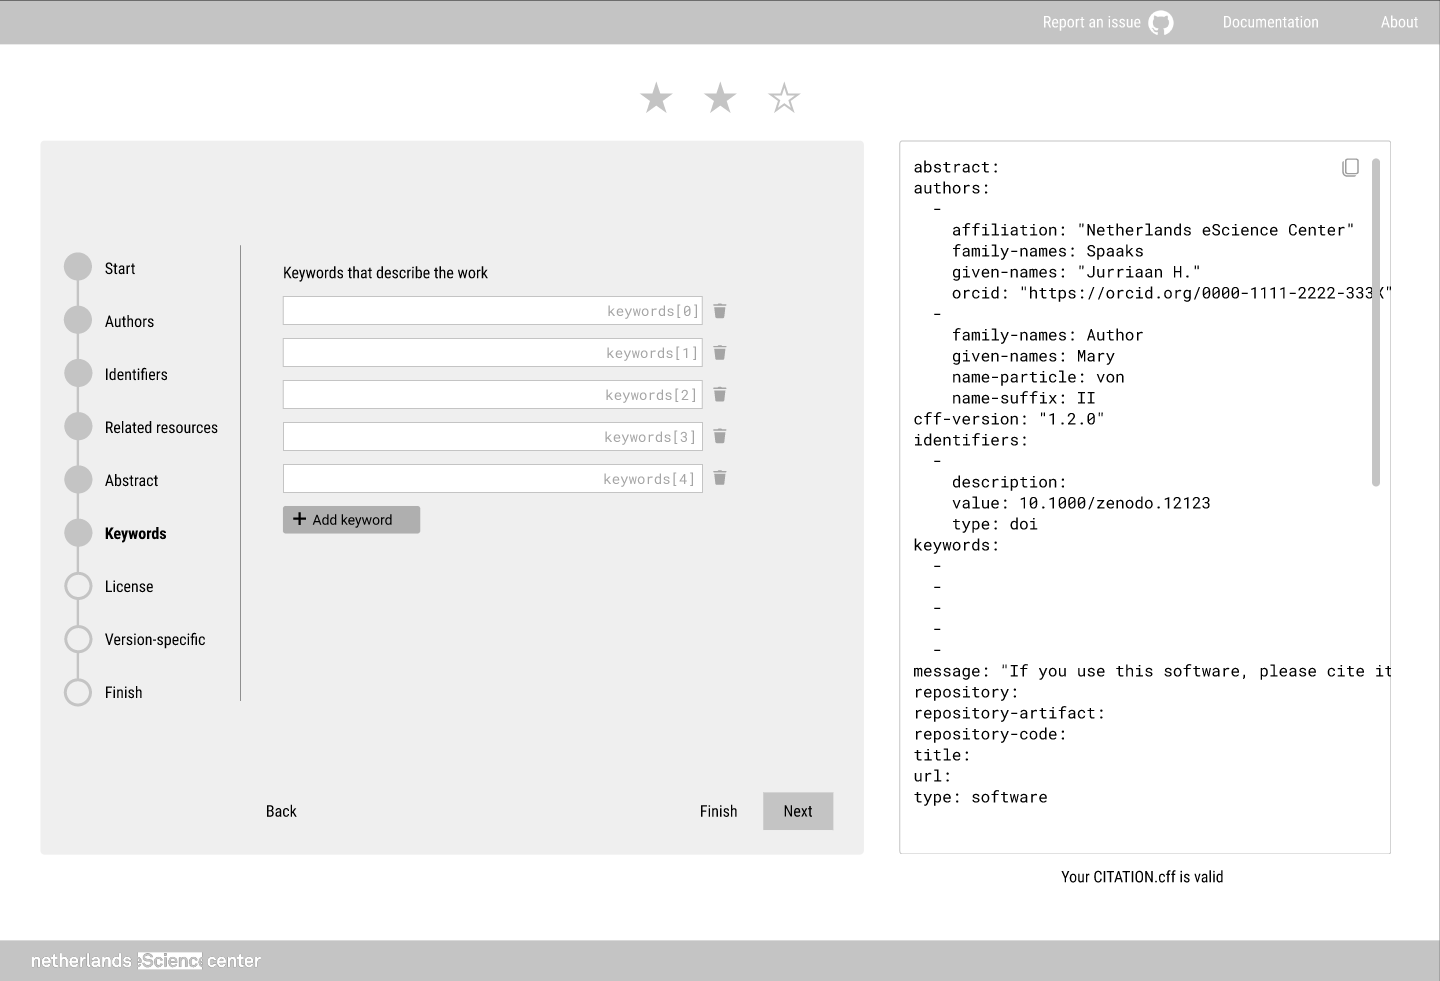 Report an issue
Documentation
About
Start
Authors
Identifiers
Related resources
Abstract
Keywords
License
Version-specific
Finish
Keywords that describe the work
keywords[0]
keywords[1]
keywords[2]
keywords[3]
keywords[4]
+ Add keyword
Back
Finish
Next
abstract:
authors:
  -
    affiliation: "Netherlands eScience Center"
    family-names: Spaaks
    given-names: "Jurriaan H."
    orcid: "https://orcid.org/0000-1111-2222-333X"
  -
    family-names: Author
    given-names: Mary
    name-particle: von
    name-suffix: II
cff-version: "1.2.0"
identifiers:
  -
    description:
    value: 10.1000/zenodo.12123
    type: doi
keywords:
  -
  -
  -
  -
  -
message: "If you use this software, please cite it
repository:
repository-artifact:
repository-code:
title:
url:
type: software
Your CITATION.cff is valid
netherlands eScience center